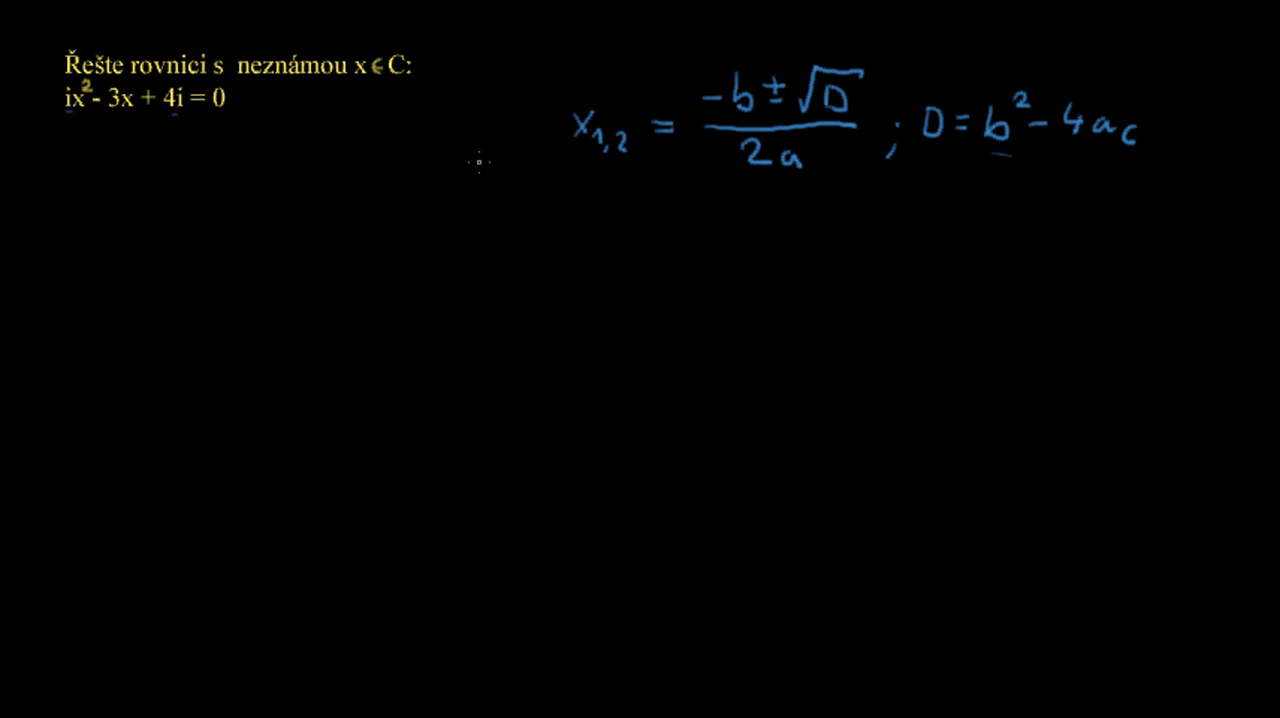 Řešte rovnici s neznámou x ∈ C:
ix² - 3x + 4i = 0
x₁,₂ = (-b ± √D) / 2a ; D = b² - 4ac